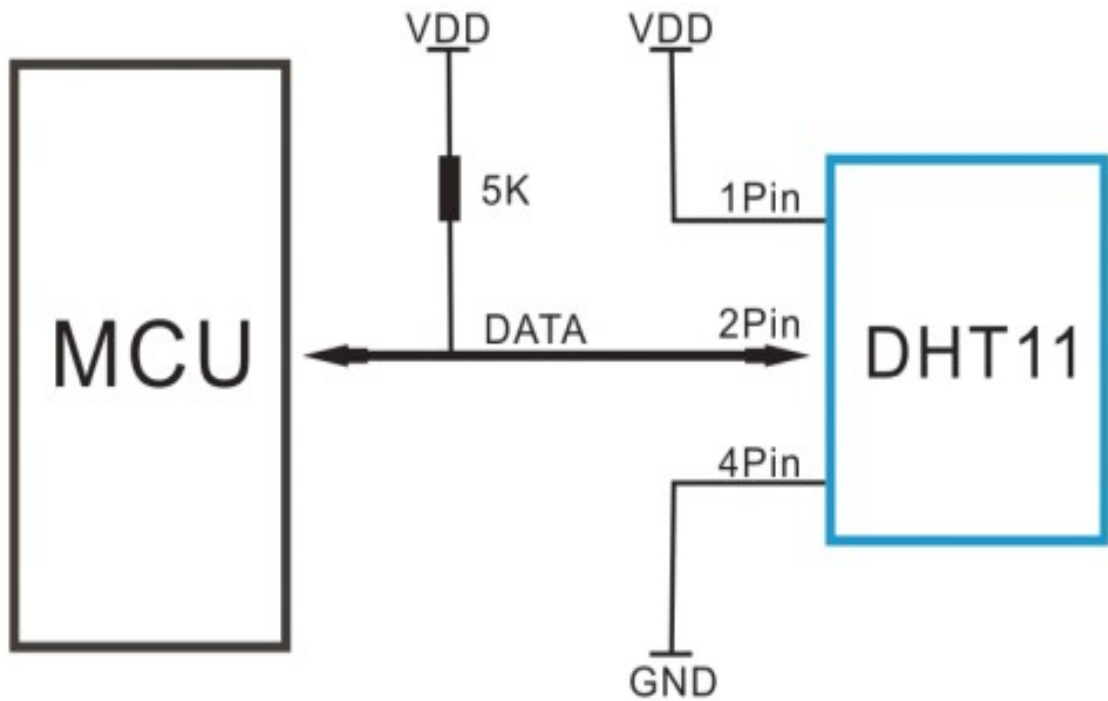 VDD
VDD
5K
1Pin
MCU
DATA
2Pin
DHT11
4Pin
GND